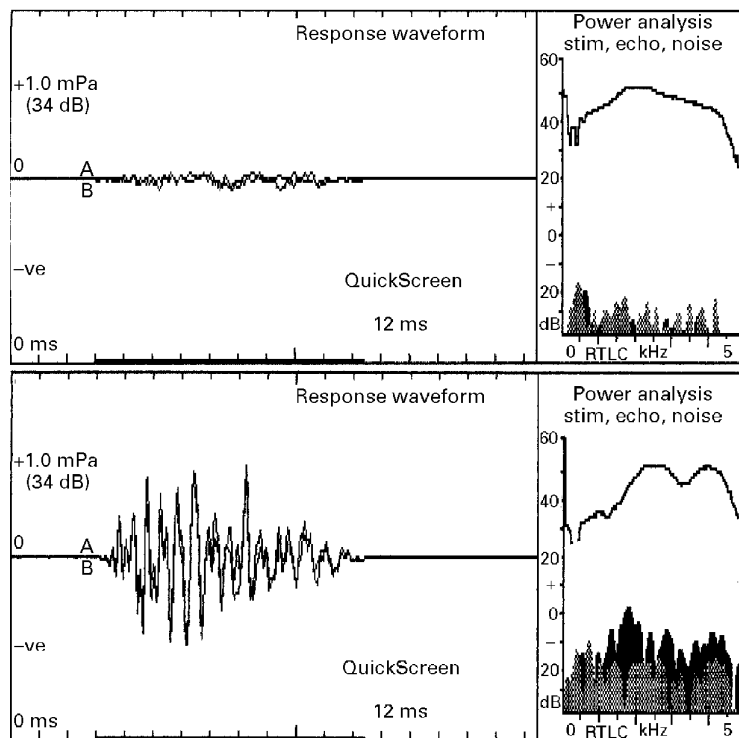 Response waveform
+1.0 mPa
(34 dB)
0
A
B
−ve
QuickScreen
12 ms
0 ms
Power analysis
stim, echo, noise
60
40
20
+
0
−
20
dB
0 RTLC kHz 5
Response waveform
+1.0 mPa
(34 dB)
0
A
B
−ve
QuickScreen
12 ms
0 ms
Power analysis
stim, echo, noise
60
40
20
+
0
−
20
dB
0 RTLC kHz 5